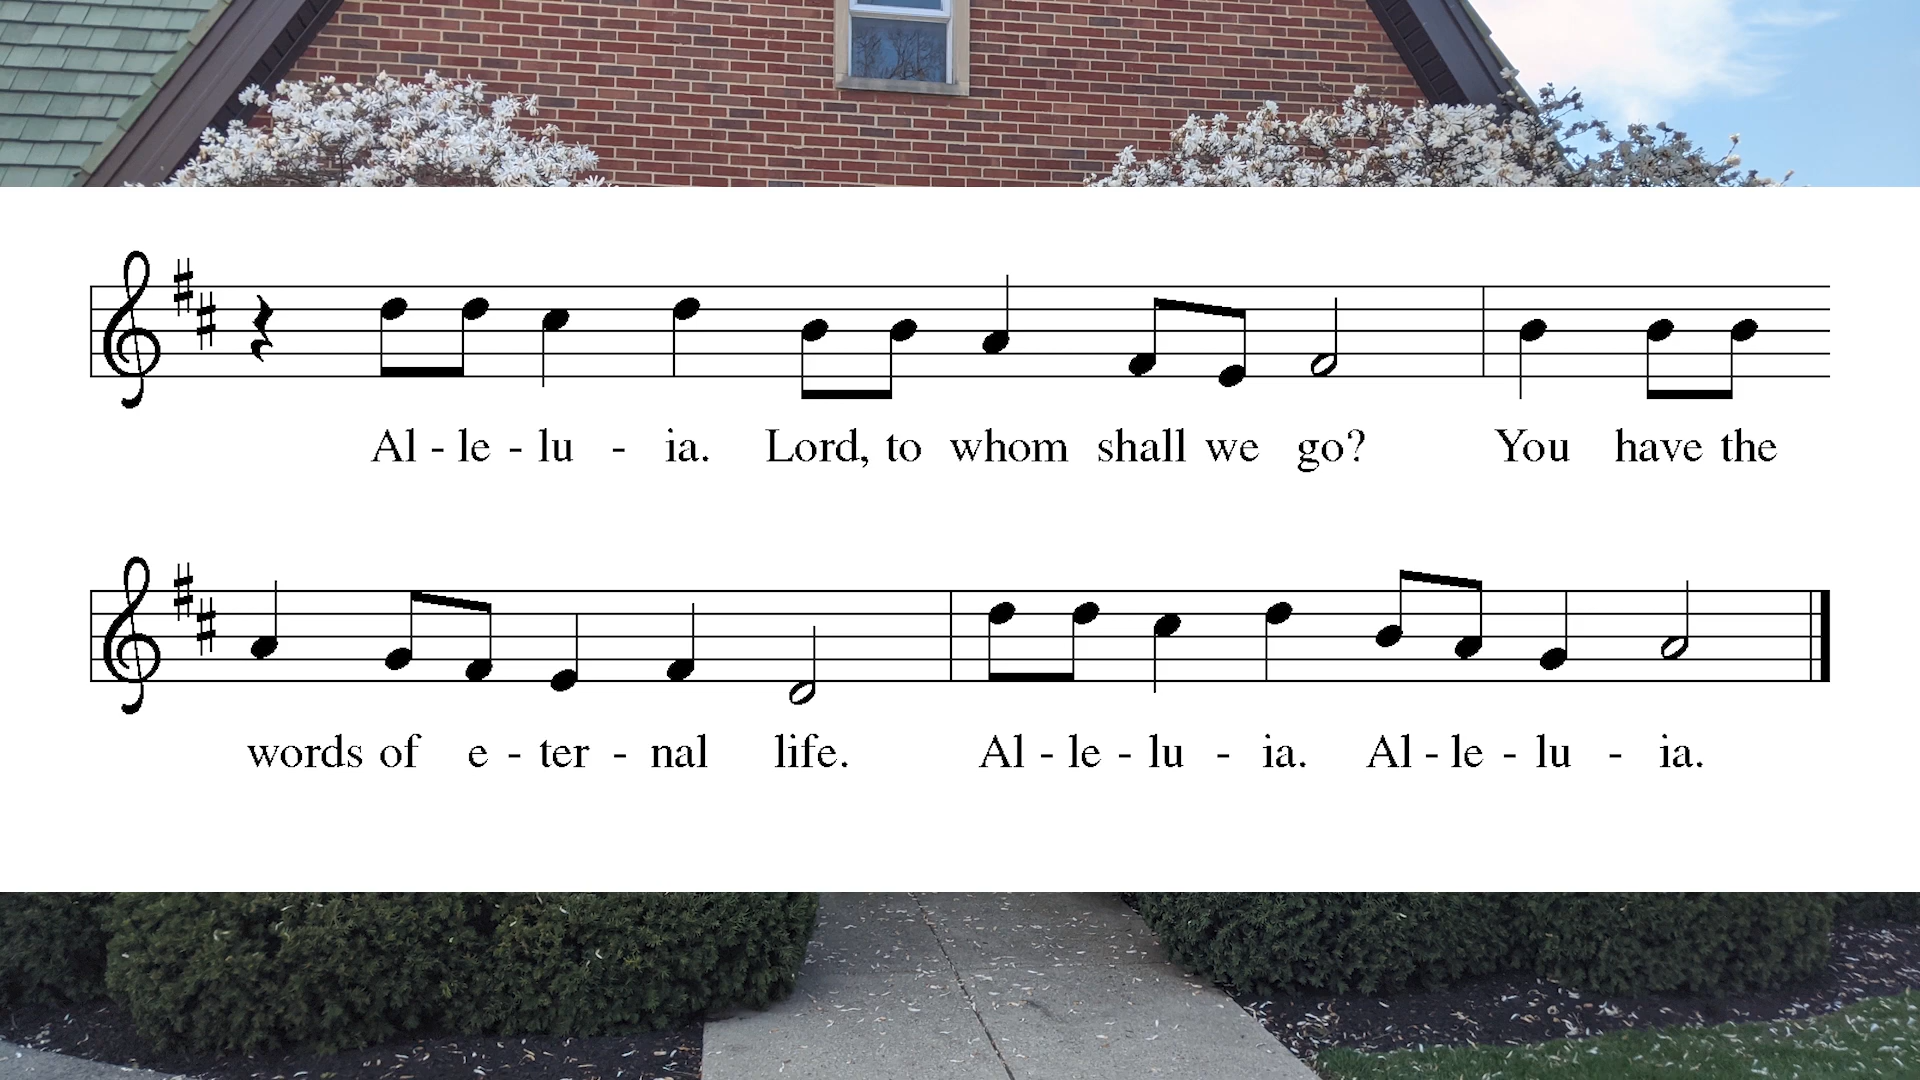 Al - le - lu - ia. Lord, to whom shall we go? You have the
words of e - ter - nal life. Al - le - lu - ia. Al - le - lu - ia.